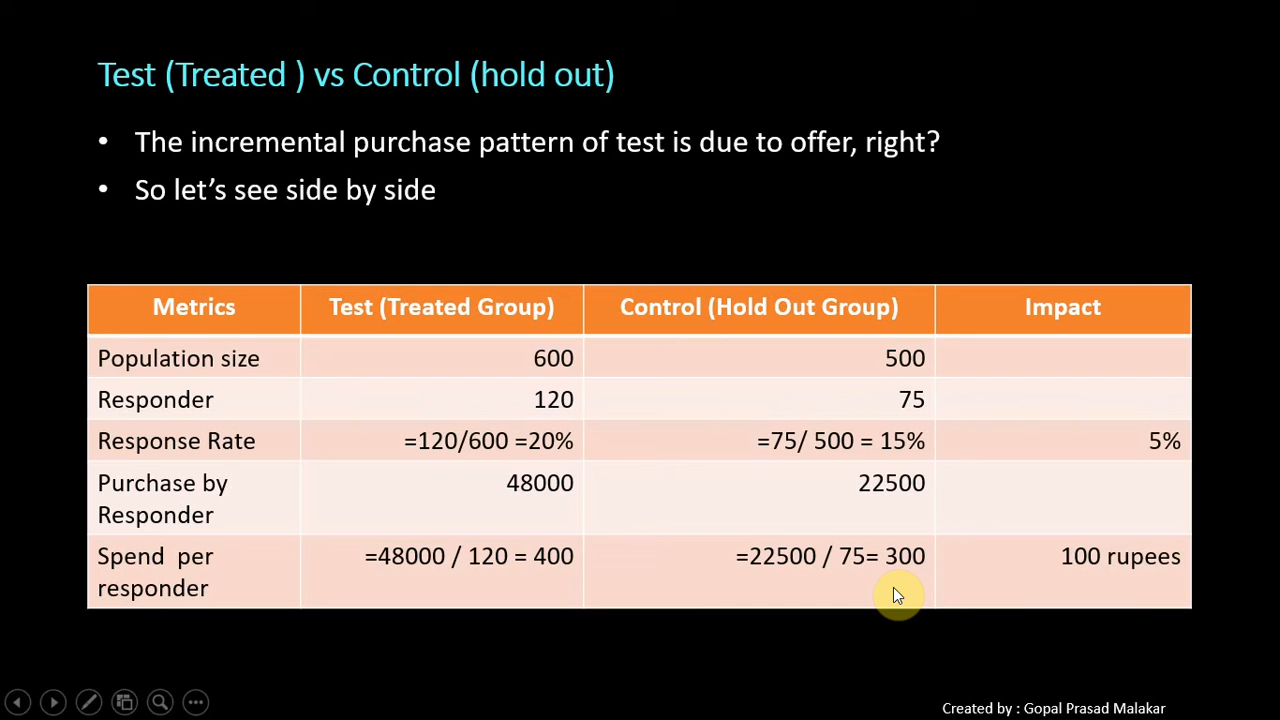 Test (Treated ) vs Control (hold out)
• The incremental purchase pattern of test is due to offer, right?
• So let’s see side by side
Metrics Test (Treated Group) Control (Hold Out Group) Impact
Population size 600 500
Responder 120 75
Response Rate =120/600 =20% =75/ 500 = 15% 5%
Purchase by 48000 22500
Responder
Spend per =48000 / 120 = 400 =22500 / 75= 300 100 rupees
responder
Created by : Gopal Prasad Malakar